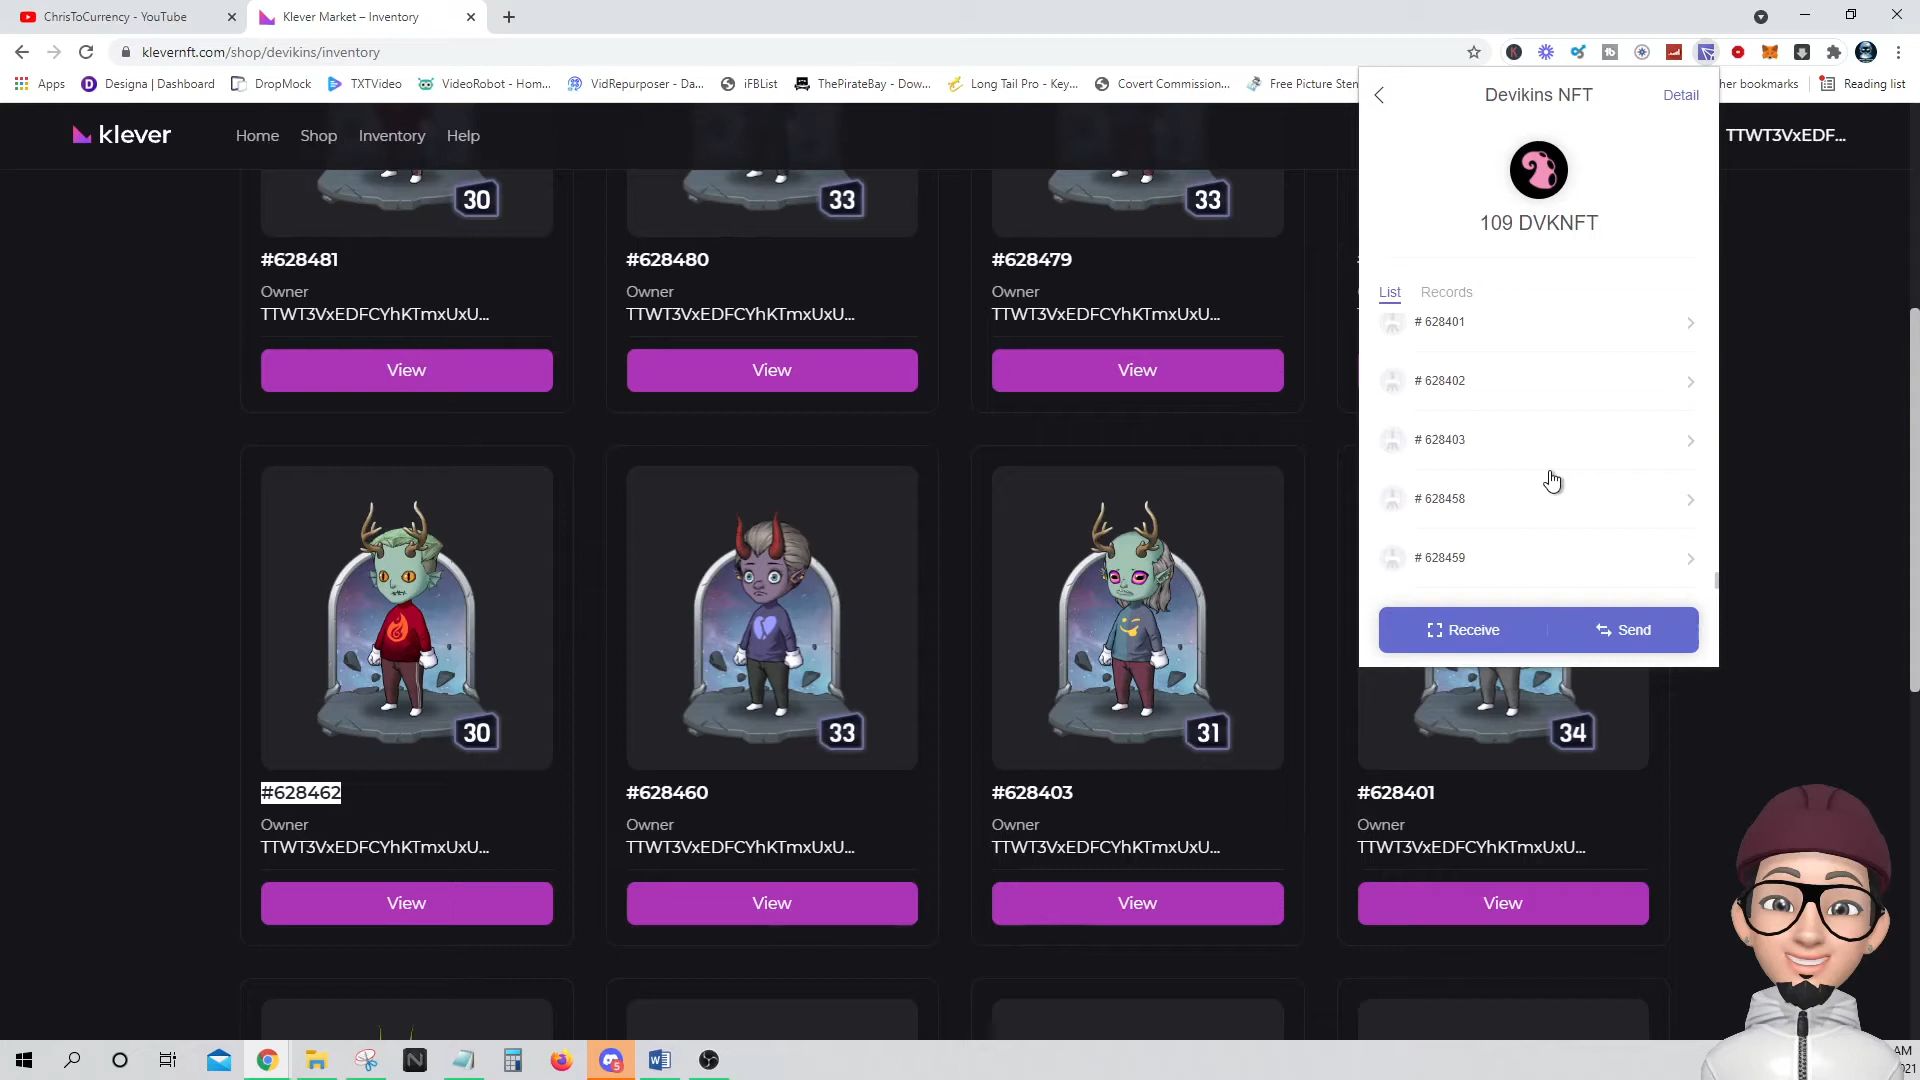 ChrisToCurrency - YouTube
Klever Market – Inventory
klevernft.com/shop/devikins/inventory
Apps
Designa | Dashboard
DropMock
TXTVideo
VideoRobot - Hom...
VidRepurposer - Da...
iFBList
ThePirateBay - Dow...
Long Tail Pro - Key...
Covert Commission...
Free Picture Sten
her bookmarks
Reading list
klever
Home
Shop
Inventory
Help
TTWT3VxEDF...
30
33
33
#628481
#628480
#628479
Owner
Owner
Owner
TTWT3VxEDFCYhKTmxUxU...
TTWT3VxEDFCYhKTmxUxU...
TTWT3VxEDFCYhKTmxUxU...
View
View
View
30
33
31
34
#628462
#628460
#628403
#628401
Owner
Owner
Owner
Owner
TTWT3VxEDFCYhKTmxUxU...
TTWT3VxEDFCYhKTmxUxU...
TTWT3VxEDFCYhKTmxUxU...
TTWT3VxEDFCYhKTmxUxU...
View
View
View
View
Devikins NFT
Detail
109 DVKNFT
List
Records
# 628401
# 628402
# 628403
# 628458
# 628459
Receive
Send
AM
021